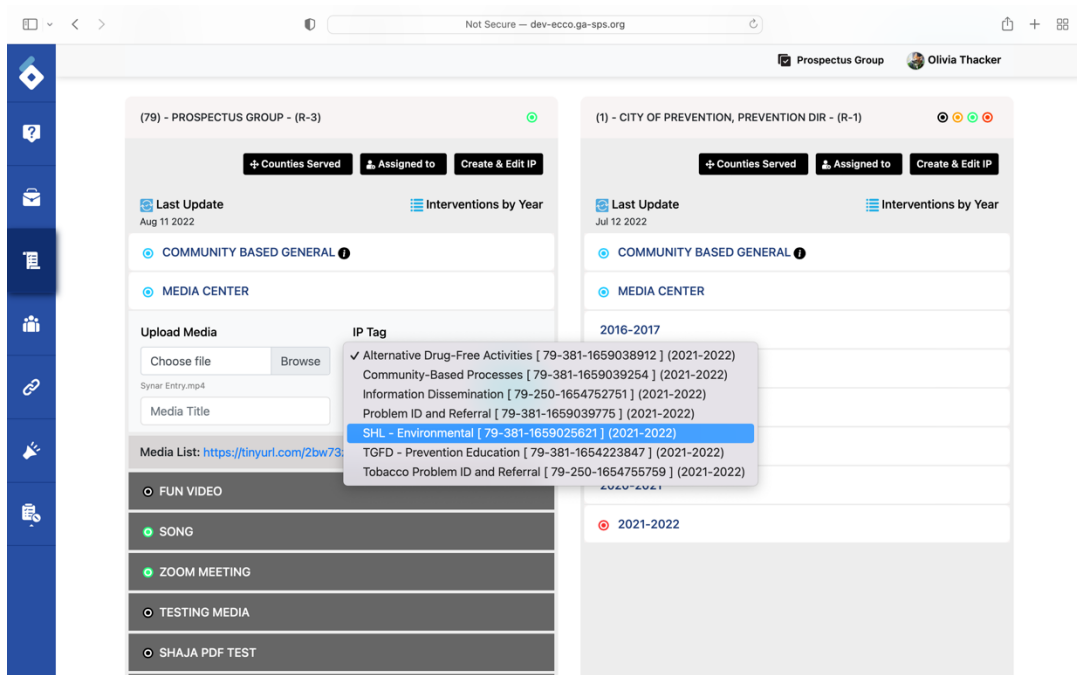 Not Secure — dev-ecco.ga-sps.org
Prospectus Group
Olivia Thacker
(79) - PROSPECTUS GROUP - (R-3)
Counties Served
Assigned to
Create & Edit IP
Last Update
Interventions by Year
Aug 11 2022
COMMUNITY BASED GENERAL
MEDIA CENTER
Upload Media
IP Tag
Choose file
Browse
Synar Entry.mp4
Media Title
✓ Alternative Drug-Free Activities [ 79-381-1659038912 ] (2021-2022)
Community-Based Processes [ 79-381-1659039254 ] (2021-2022)
Information Dissemination [ 79-250-1654752751 ] (2021-2022)
Problem ID and Referral [ 79-381-1659039775 ] (2021-2022)
SHL - Environmental [ 79-381-1659025621 ] (2021-2022)
TGFD - Prevention Education [ 79-381-1654223847 ] (2021-2022)
Tobacco Problem ID and Referral [ 79-250-1654755759 ] (2021-2022)
Media List: https://tinyurl.com/2bw73
FUN VIDEO
SONG
ZOOM MEETING
TESTING MEDIA
SHAJA PDF TEST
(1) - CITY OF PREVENTION, PREVENTION DIR - (R-1)
Counties Served
Assigned to
Create & Edit IP
Last Update
Interventions by Year
Jul 12 2022
COMMUNITY BASED GENERAL
MEDIA CENTER
2016-2017
2020-2021
2021-2022